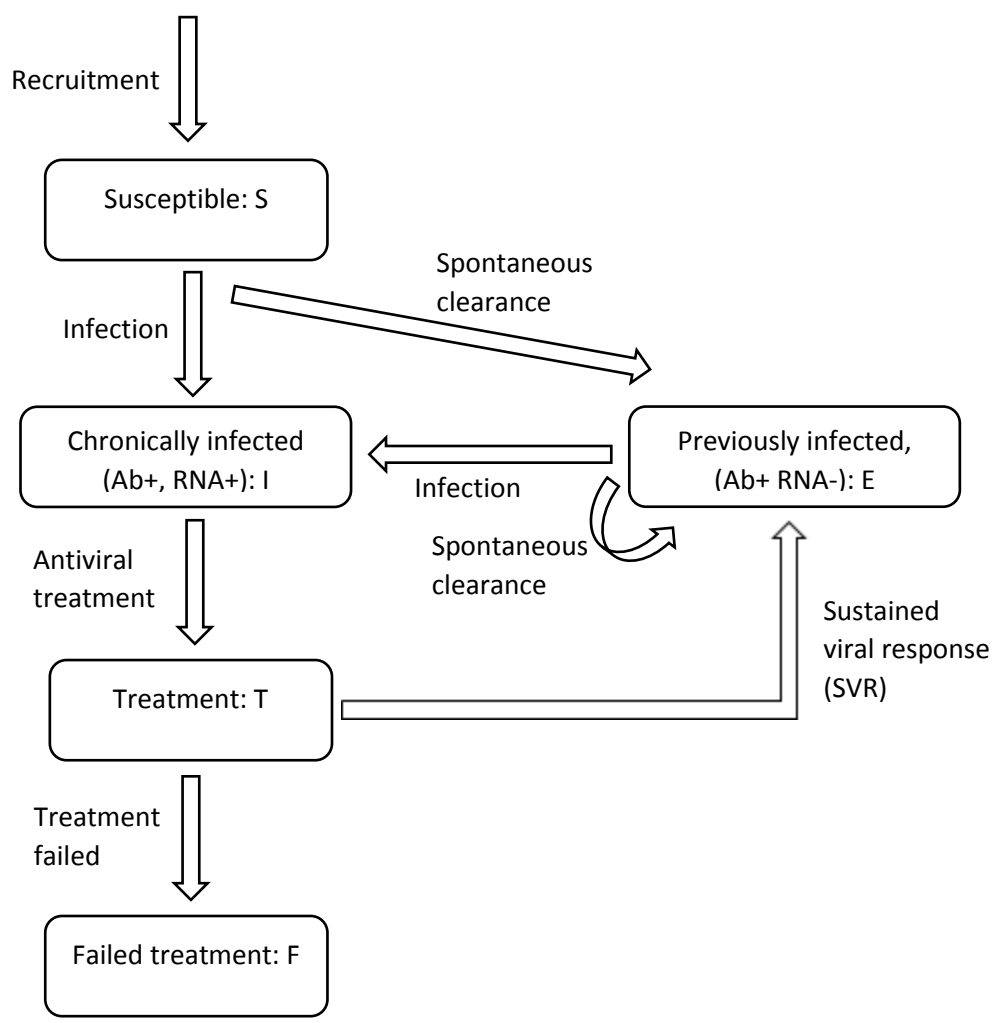 Recruitment
Susceptible: S
Spontaneous
clearance
Infection
Chronically infected
(Ab+, RNA+): I
Previously infected,
(Ab+ RNA-): E
Infection
Spontaneous
clearance
Antiviral
treatment
Sustained
viral response
(SVR)
Treatment: T
Treatment
failed
Failed treatment: F